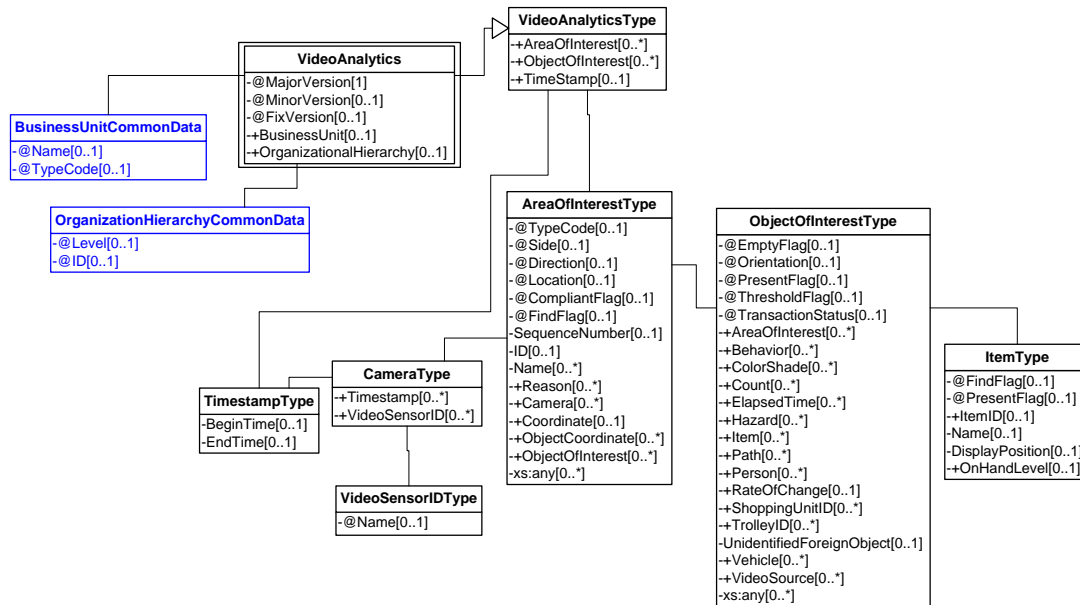 VideoAnalyticsType
-+AreaOfInterest[0..*]
-+ObjectOfInterest[0..*]
-+TimeStamp[0..1]
VideoAnalytics
-@MajorVersion[1]
-@MinorVersion[0..1]
-@FixVersion[0..1]
-+BusinessUnit[0..1]
-+OrganizationalHierarchy[0..1]
BusinessUnitCommonData
-@Name[0..1]
-@TypeCode[0..1]
OrganizationHierarchyCommonData
-@Level[0..1]
-@ID[0..1]
AreaOfInterestType
-@TypeCode[0..1]
-@Side[0..1]
-@Direction[0..1]
-@Location[0..1]
-@CompliantFlag[0..1]
-@FindFlag[0..1]
-SequenceNumber[0..1]
-ID[0..1]
-Name[0..*]
-+Reason[0..*]
-+Camera[0..*]
-+Coordinate[0..1]
-+ObjectCoordinate[0..*]
-+ObjectOfInterest[0..*]
-xs:any[0..*]
ObjectOfInterestType
-@EmptyFlag[0..1]
-@Orientation[0..1]
-@PresentFlag[0..1]
-@ThresholdFlag[0..1]
-@TransactionStatus[0..1]
-+AreaOfInterest[0..*]
-+Behavior[0..*]
-+ColorShade[0..*]
-+Count[0..*]
-+ElapsedTime[0..*]
-+Hazard[0..*]
-+Item[0..*]
-+Path[0..*]
-+Person[0..*]
-+RateOfChange[0..1]
-+ShoppingUnitID[0..*]
-+TrolleyID[0..*]
-UnidentifiedForeignObject[0..1]
-+Vehicle[0..*]
-+VideoSource[0..*]
-xs:any[0..*]
ItemType
-@FindFlag[0..1]
-@PresentFlag[0..1]
-+ItemID[0..1]
-Name[0..1]
-DisplayPosition[0..1]
-+OnHandLevel[0..1]
CameraType
-+Timestamp[0..*]
-+VideoSensorID[0..*]
TimestampType
-BeginTime[0..1]
-EndTime[0..1]
VideoSensorIDType
-@Name[0..1]